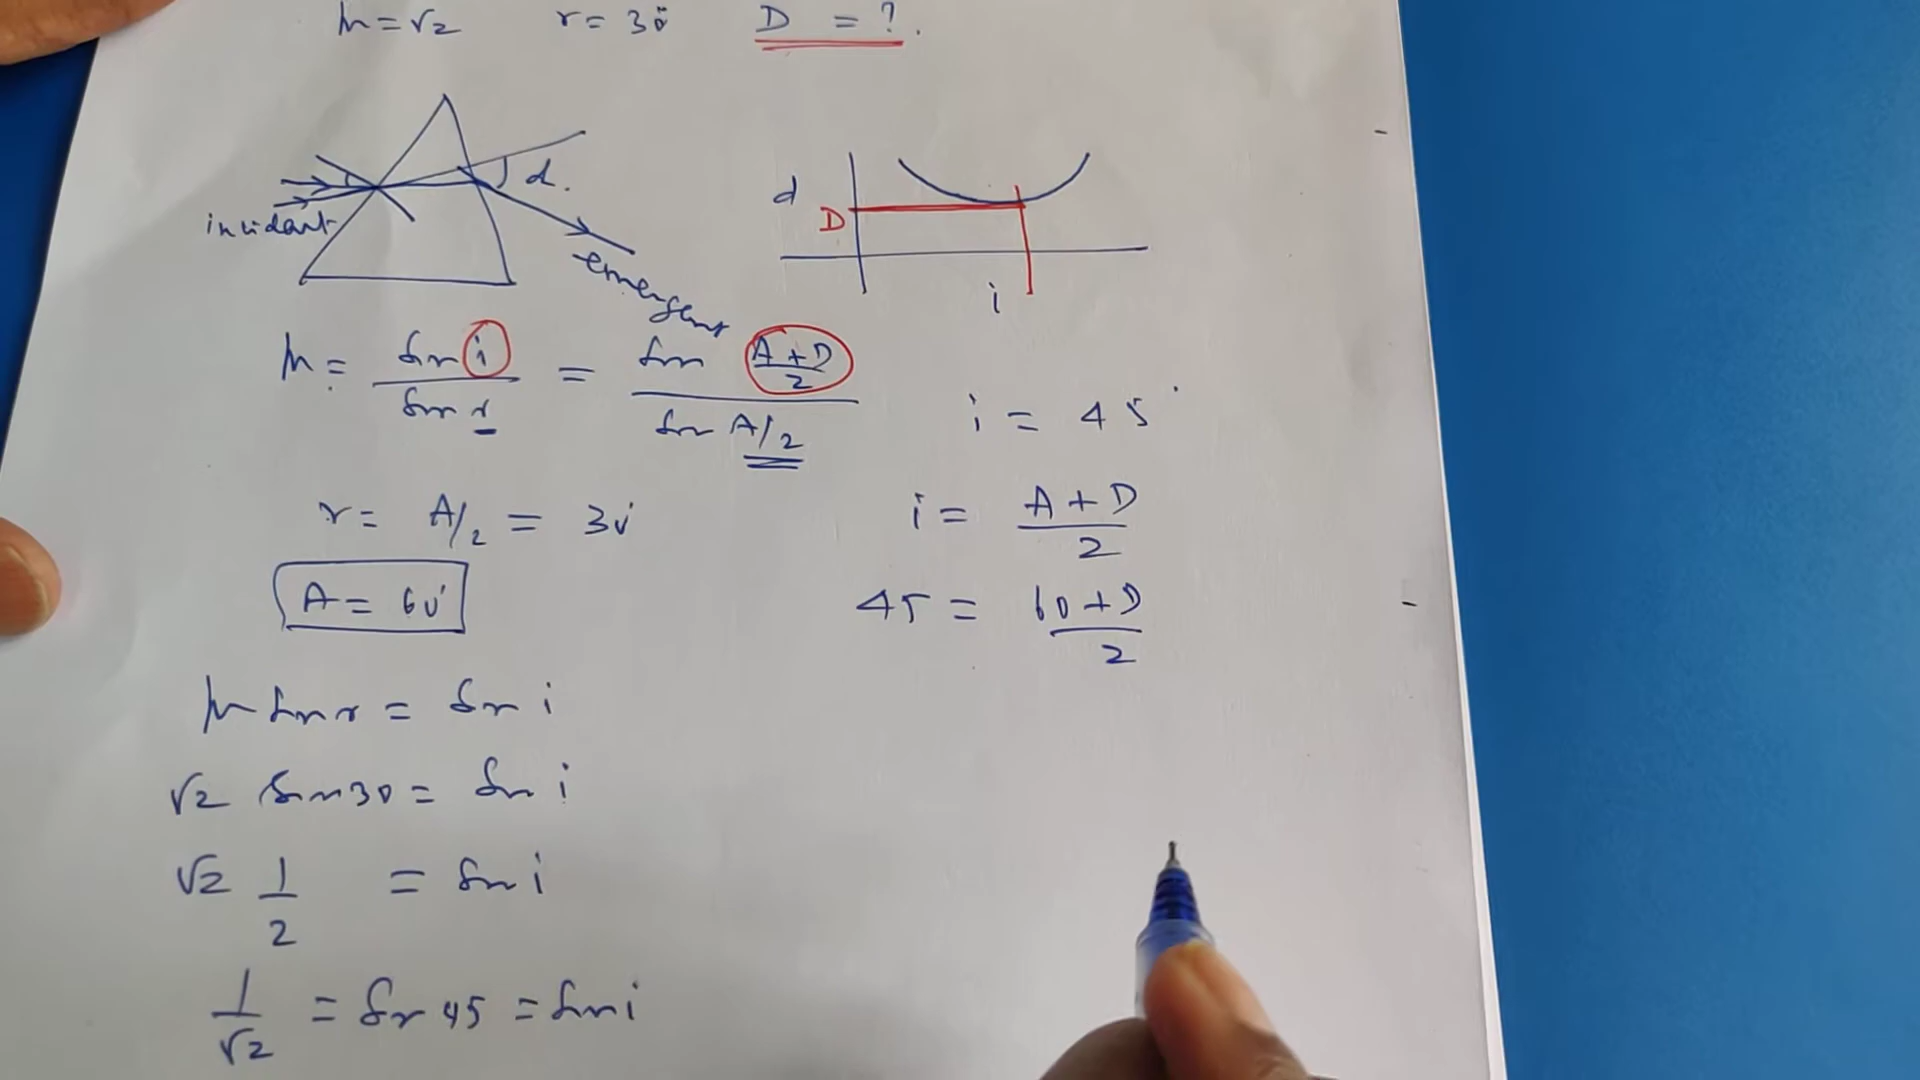 μ = √2 r = 30° D = ?.
d.
incidant
emergent
d
D
i
μ = sin i / sin r = sin (A+D)/2 / sin A/2
i = 45°
r = A/2 = 30°
i = (A+D)/2
A = 60°
45 = (60+D)/2
μ sin r = sin i
√2 sin 30 = sin i
√2 1/2 = sin i
1/√2 = sin 45 = sin i